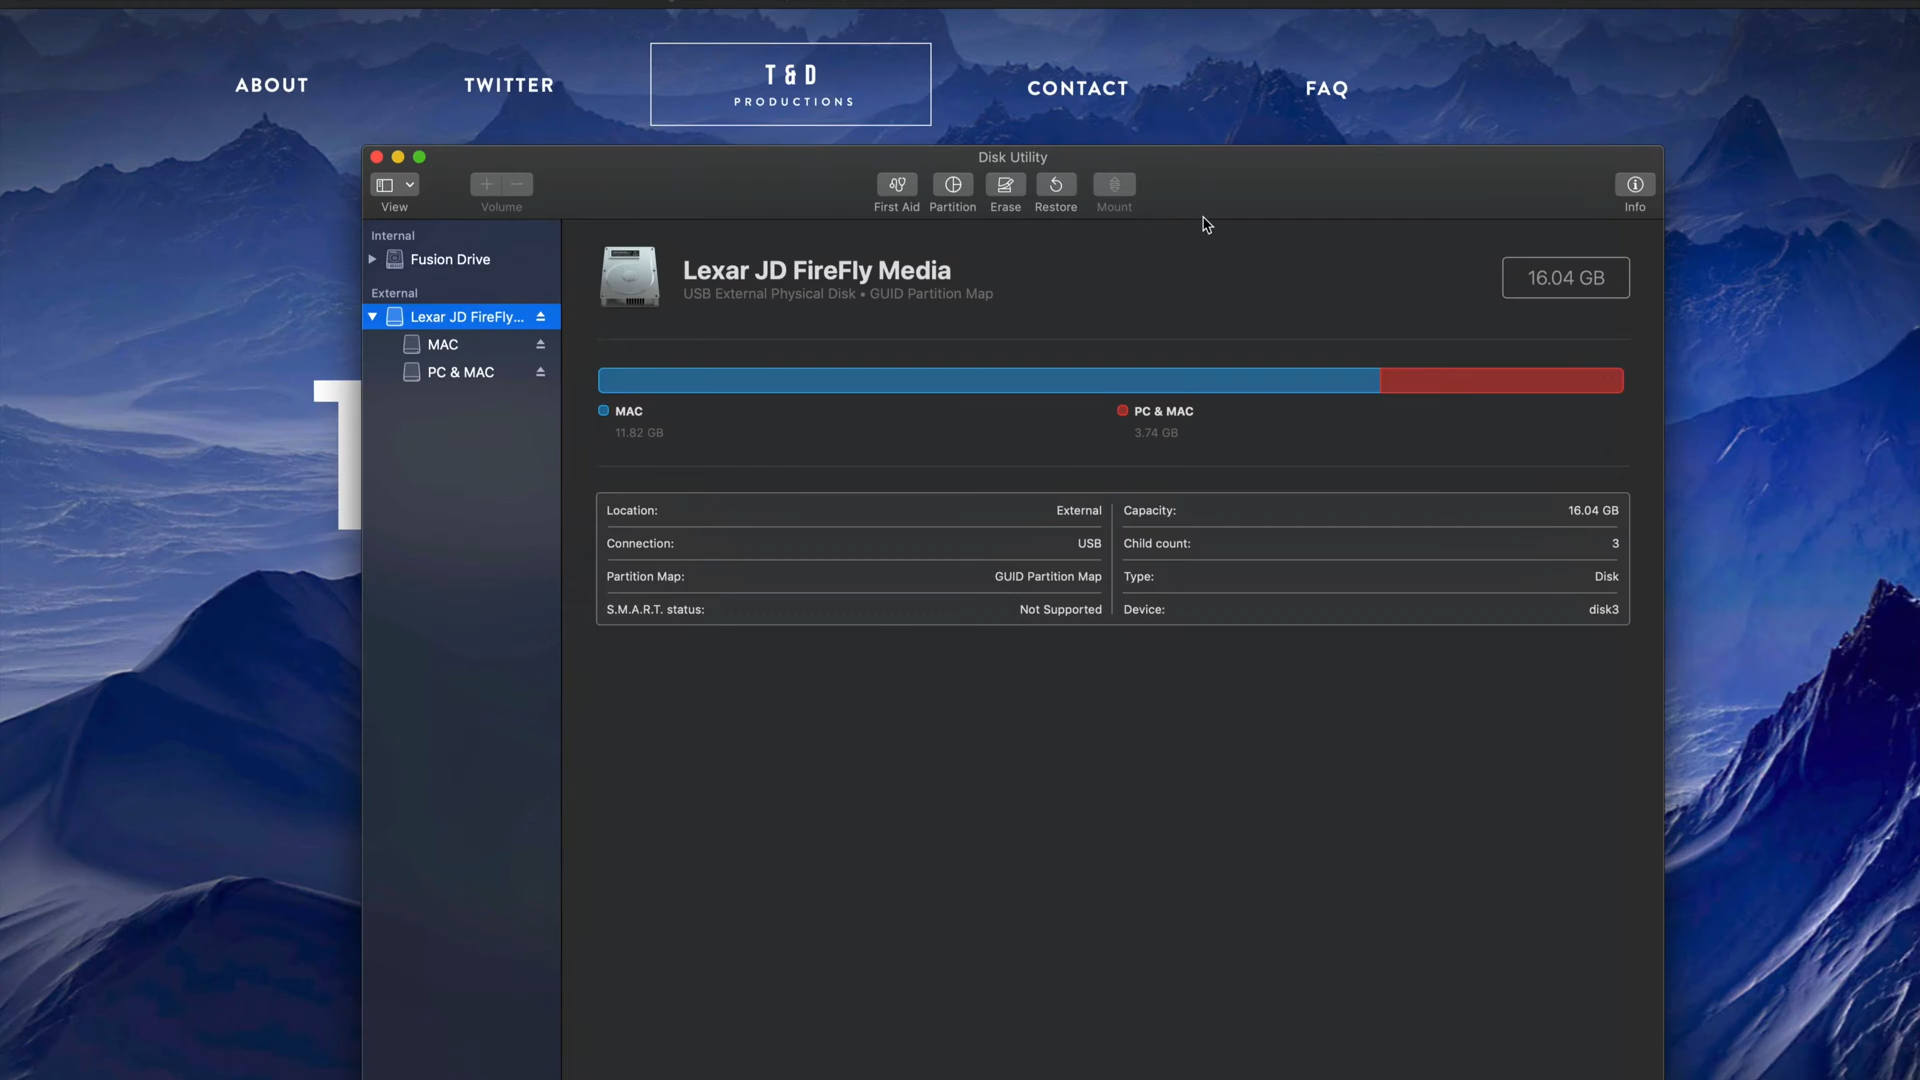 ABOUT
TWITTER
T & D
PRODUCTIONS
CONTACT
FAQ
Disk Utility
View
Volume
First Aid
Partition
Erase
Restore
Mount
Info
Internal
Fusion Drive
External
Lexar JD FireFly...
MAC
PC & MAC
Lexar JD FireFly Media
USB External Physical Disk • GUID Partition Map
16.04 GB
MAC
11.82 GB
PC & MAC
3.74 GB
Location: External
Connection: USB
Partition Map: GUID Partition Map
S.M.A.R.T. status: Not Supported
Capacity: 16.04 GB
Child count: 3
Type: Disk
Device: disk3
T